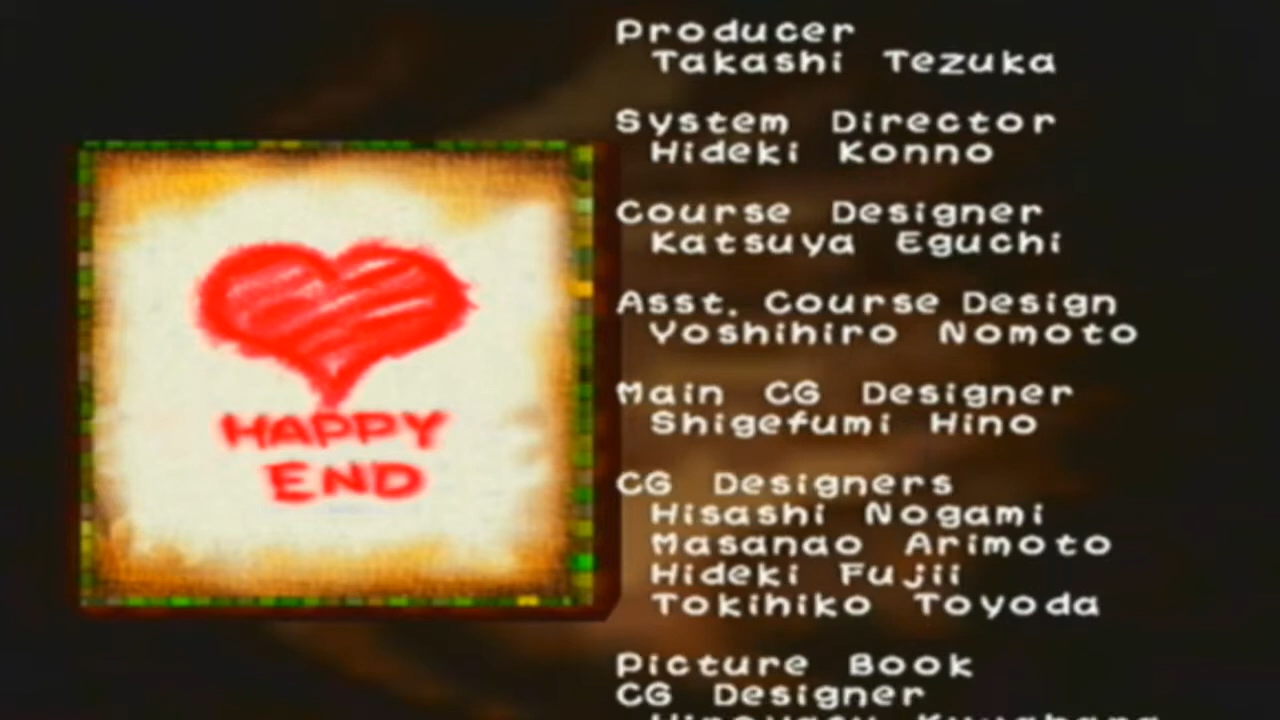 HAPPY
END
Producer
Takashi Tezuka
System Director
Hideki Konno
Course Designer
Katsuya Eguchi
Asst. Course Design
Yoshihiro Nomoto
Main CG Designer
Shigefumi Hino
CG Designers
Hisashi Nogami
Masanao Arimoto
Hideki Fujii
Tokihiko Toyoda
Picture Book
CG Designer